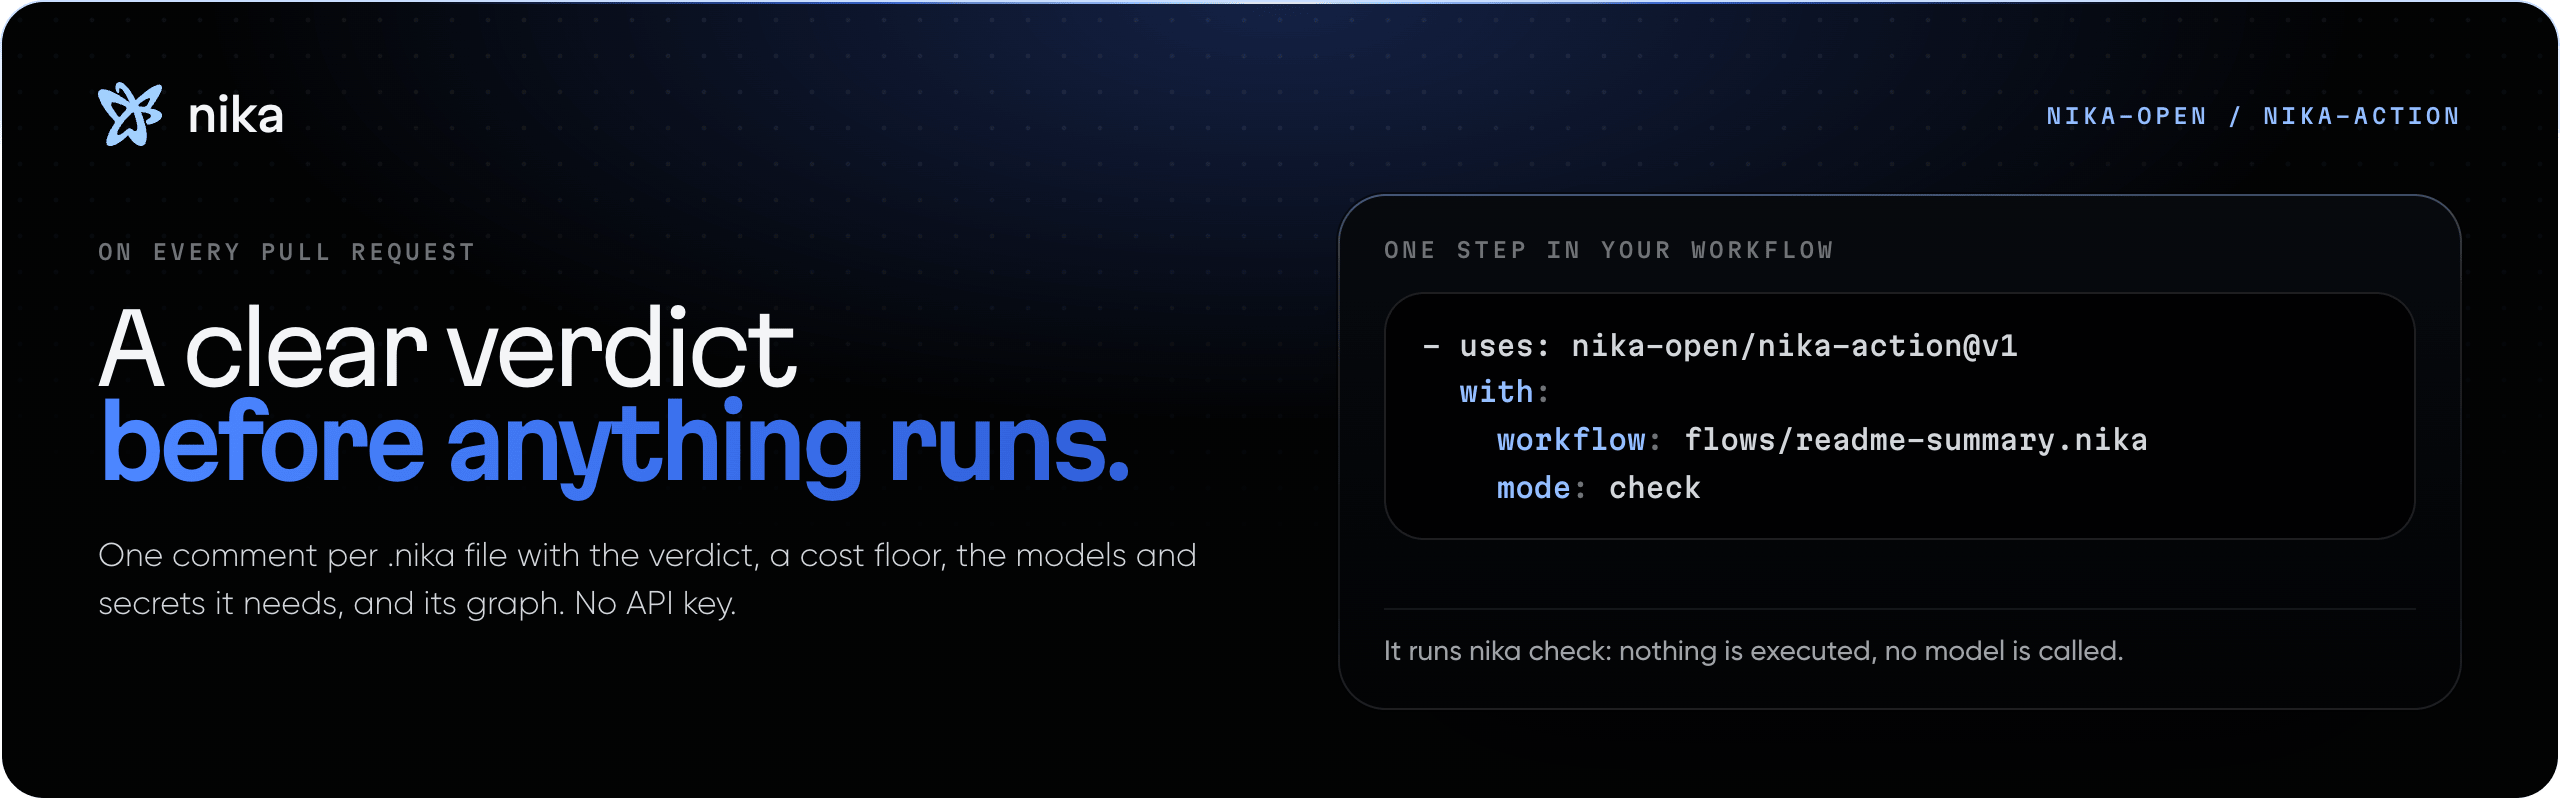 nika
NIKA-OPEN / NIKA-ACTION
ON EVERY PULL REQUEST
A clear verdict
before anything runs.
One comment per .nika file with the verdict, a cost floor, the models and
secrets it needs, and its graph. No API key.
ONE STEP IN YOUR WORKFLOW
- uses: nika-open/nika-action@v1
with:
workflow: flows/readme-summary.nika
mode: check
It runs nika check: nothing is executed, no model is called.